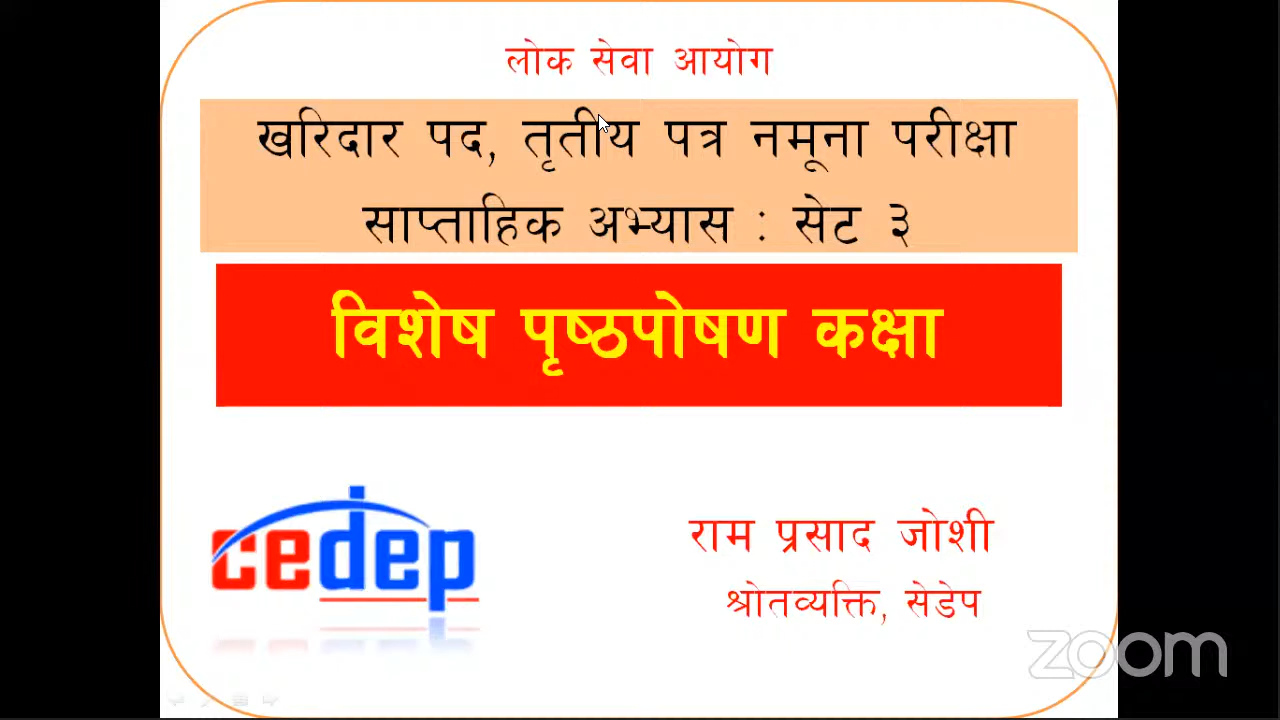 लोक सेवा आयोग
खरिदार पद, तृतीय पत्र नमूना परीक्षा
साप्ताहिक अभ्यास : सेट ३
विशेष पृष्ठपोषण कक्षा
cedep
राम प्रसाद जोशी
श्रोतव्यक्ति, सेडेप
zoom